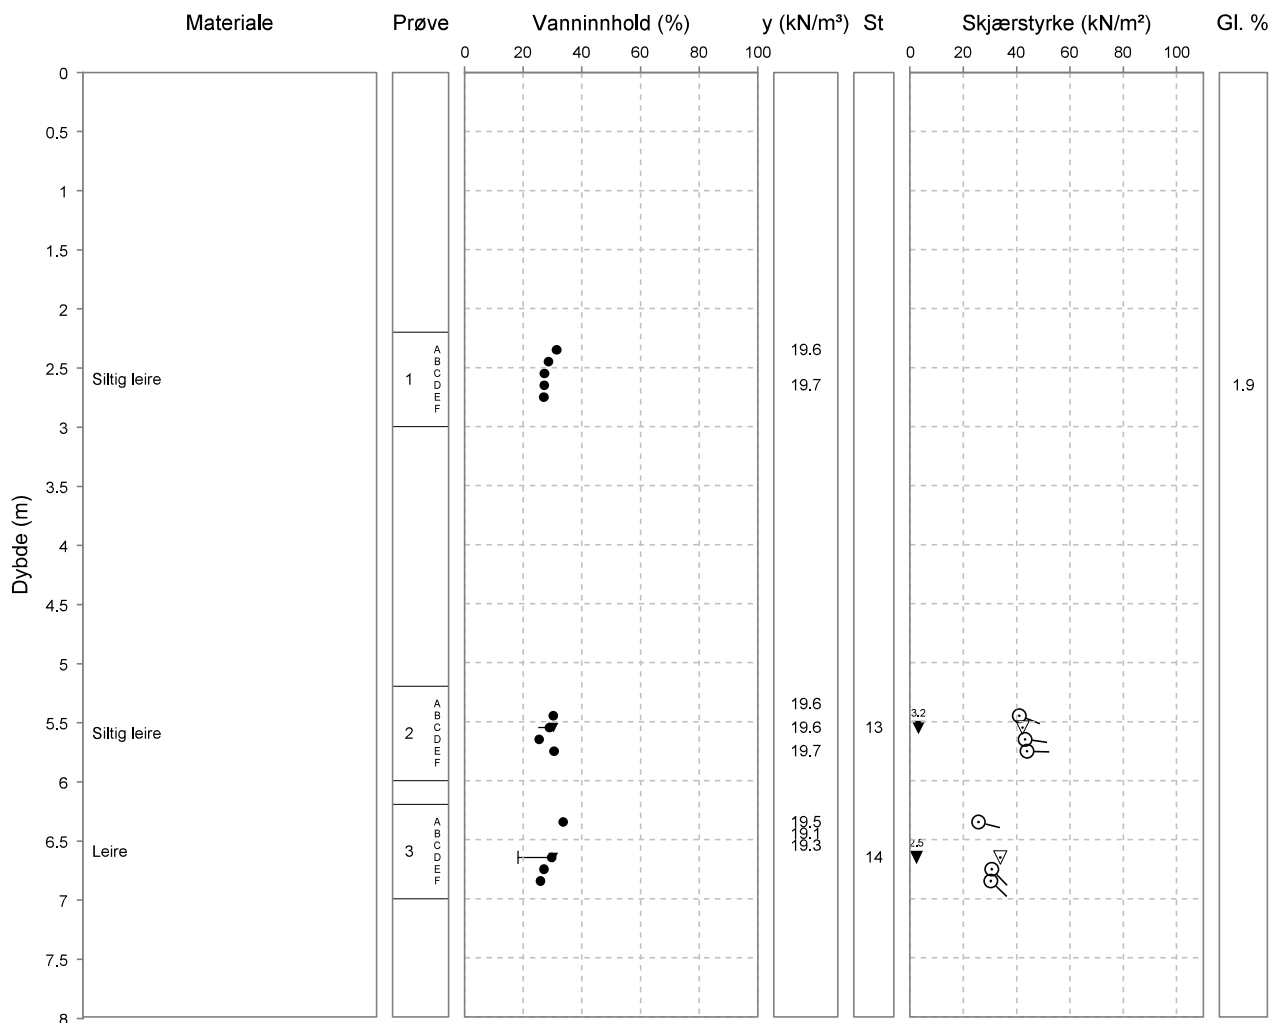 Materiale Prøve Vanninnhold (%) y (kN/m³) St Skjærstyrke (kN/m²) Gl. %
0 20 40 60 80 100 0 20 40 60 80 100
Dybde (m)
0
0.5
1
1.5
2
A 19.6
B
2.5
C
Siltig leire 1 D 19.7 1.9
E
F
3
3.5
4
4.5
5
A 19.6
B
5.5 3.2
C 19.6 13
Siltig leire 2 D
E 19.7
F
6
A 19.5
B 19.1
6.5
C 19.3 2.5
Leire 3 D 14
E
F
7
7.5
8